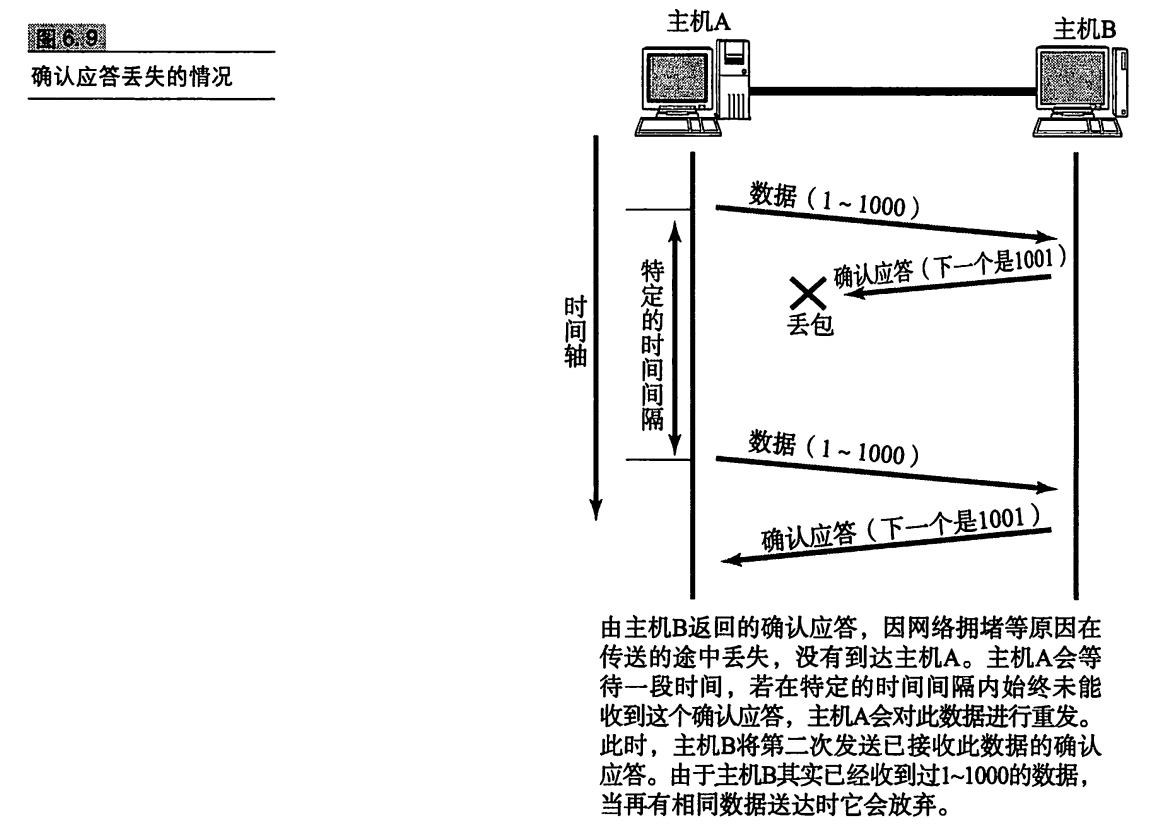 图6.9
确认应答丢失的情况
主机A
主机B
数据（1～1000）
确认应答（下一个是1001）
丢包
特定的时间间隔
时间轴
数据（1～1000）
确认应答（下一个是1001）
由主机B返回的确认应答，因网络拥堵等原因在
传送的途中丢失，没有到达主机A。主机A会等
待一段时间，若在特定的时间间隔内始终未能
收到这个确认应答，主机A会对此数据进行重发。
此时，主机B将第二次发送已接收此数据的确认
应答。由于主机B其实已经收到过1~1000的数据，
当再有相同数据送达时它会放弃。